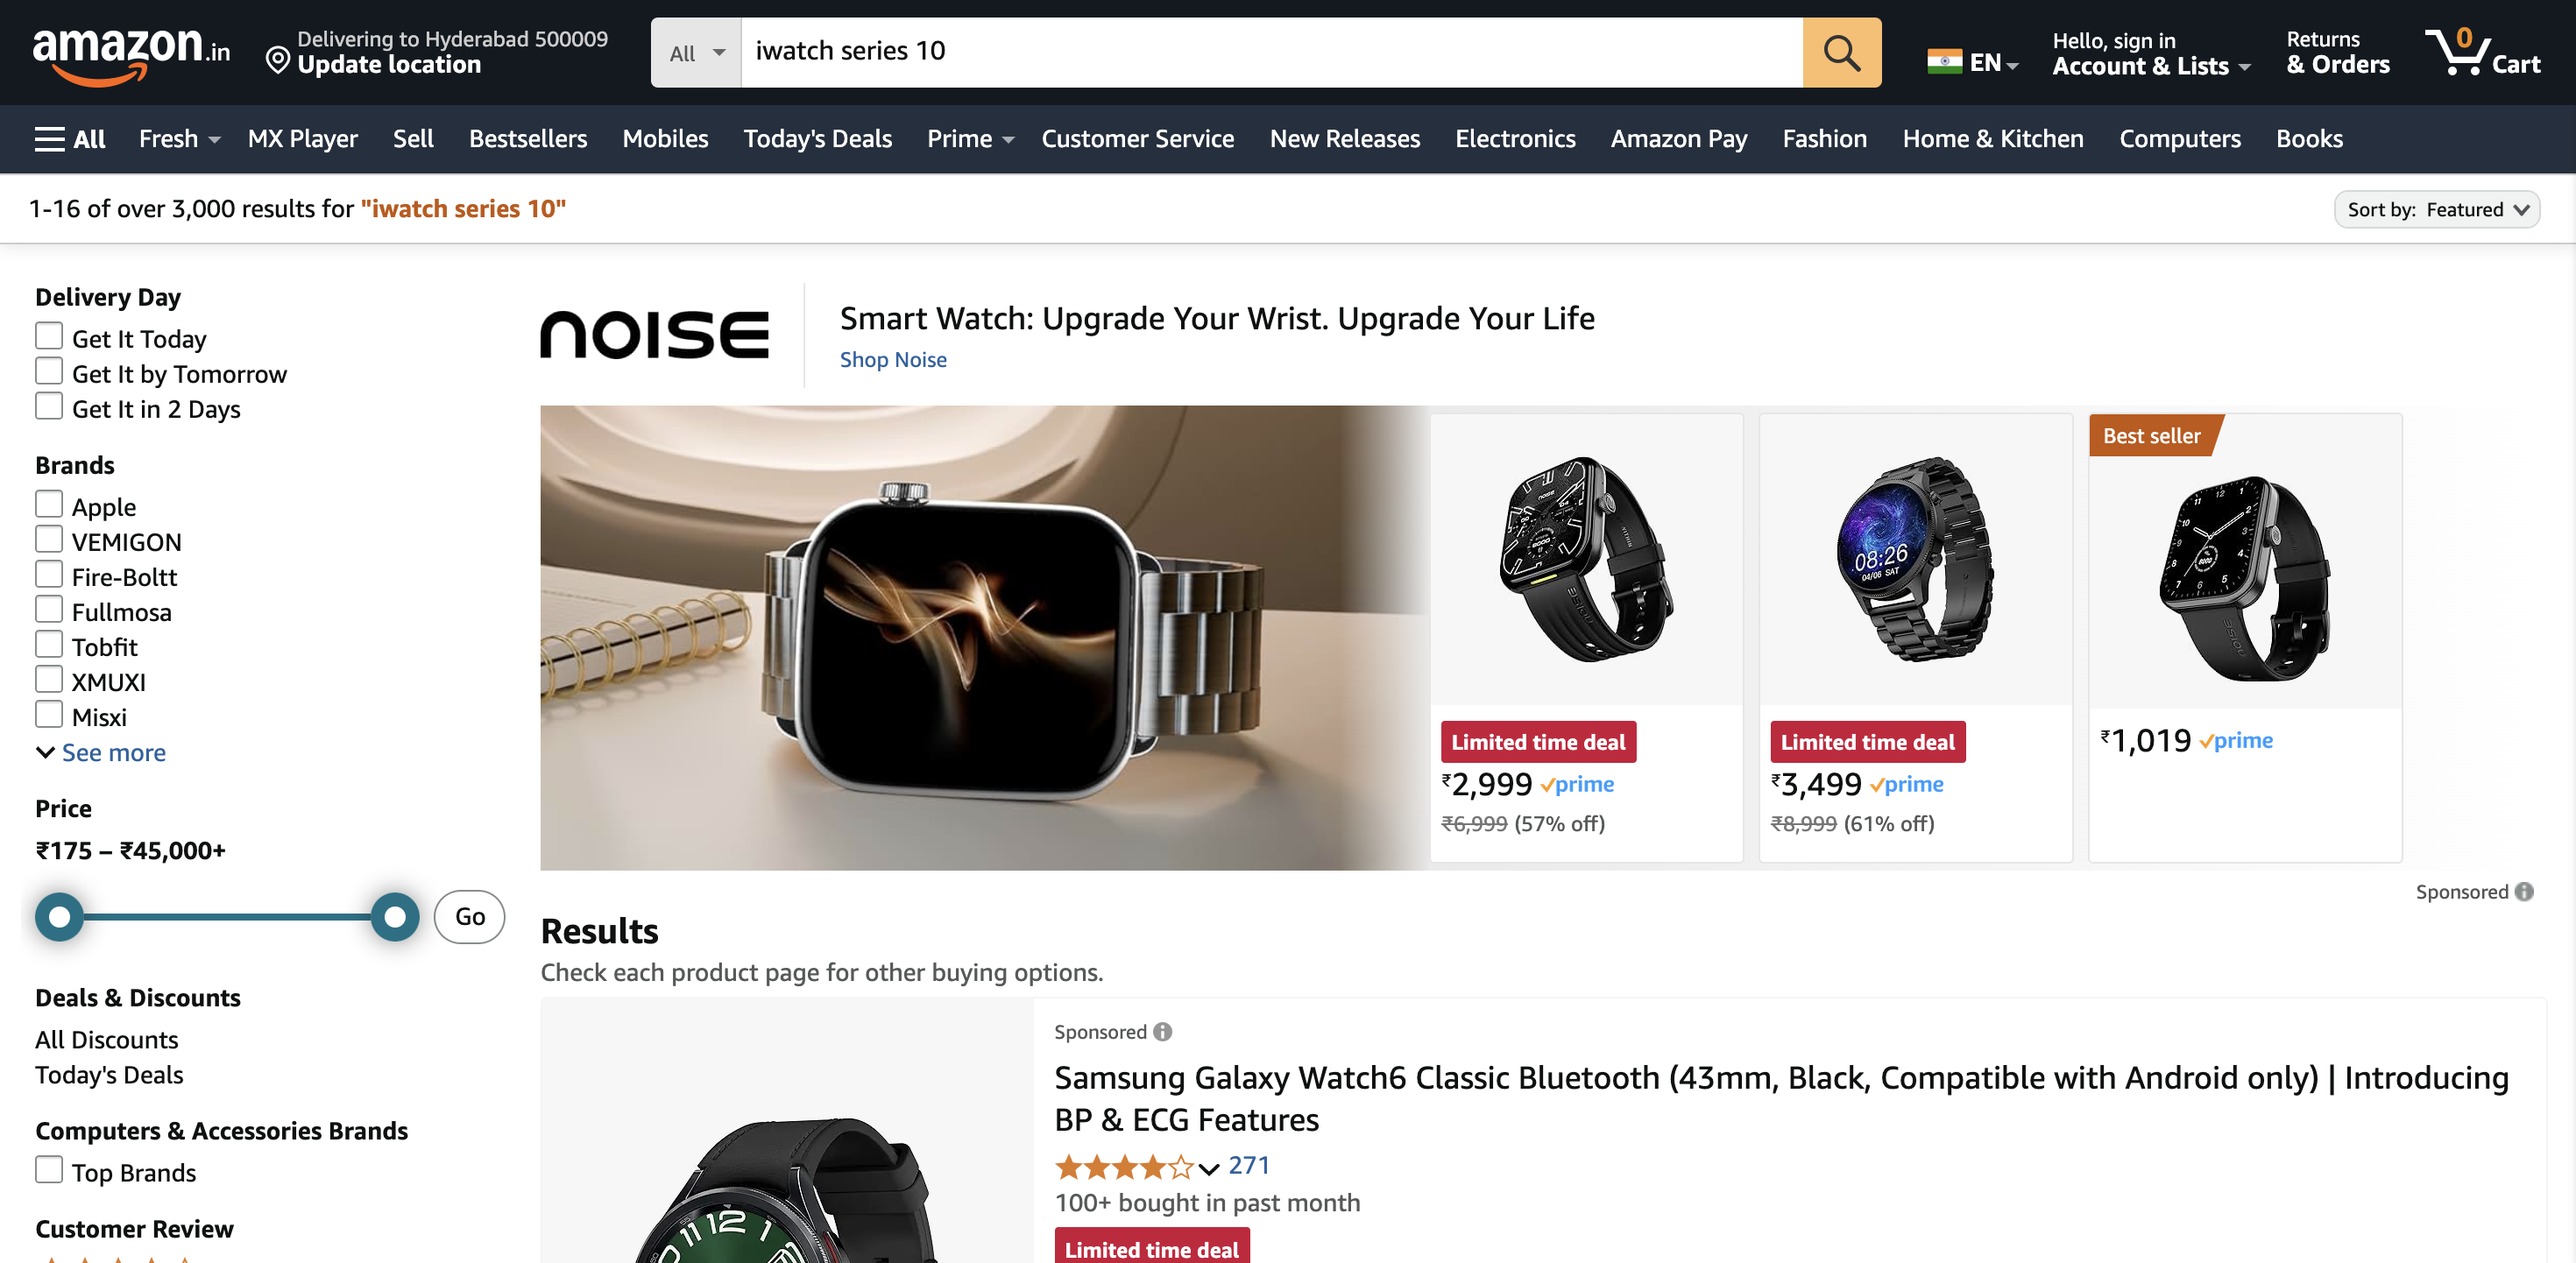 amazon.in
Delivering to Hyderabad 500009
Update location
All
iwatch series 10
EN
Hello, sign in
Account & Lists
Returns
& Orders
0
Cart
All
Fresh
MX Player
Sell
Bestsellers
Mobiles
Today's Deals
Prime
Customer Service
New Releases
Electronics
Amazon Pay
Fashion
Home & Kitchen
Computers
Books
1-16 of over 3,000 results for "iwatch series 10"
Sort by: Featured
Delivery Day
Get It Today
Get It by Tomorrow
Get It in 2 Days
Brands
Apple
VEMIGON
Fire-Boltt
Fullmosa
Tobfit
XMUXI
Misxi
See more
Price
₹175 – ₹45,000+
Go
Deals & Discounts
All Discounts
Today's Deals
Computers & Accessories Brands
Top Brands
Customer Review
NOISE
Smart Watch: Upgrade Your Wrist. Upgrade Your Life
Shop Noise
Limited time deal
₹2,999 prime
₹6,999 (57% off)
08:26
04/06 SAT
Limited time deal
₹3,499 prime
₹8,999 (61% off)
Best seller
₹1,019 prime
Sponsored
Results
Check each product page for other buying options.
Sponsored
Samsung Galaxy Watch6 Classic Bluetooth (43mm, Black, Compatible with Android only) | Introducing
BP & ECG Features
271
100+ bought in past month
Limited time deal
11 12 1